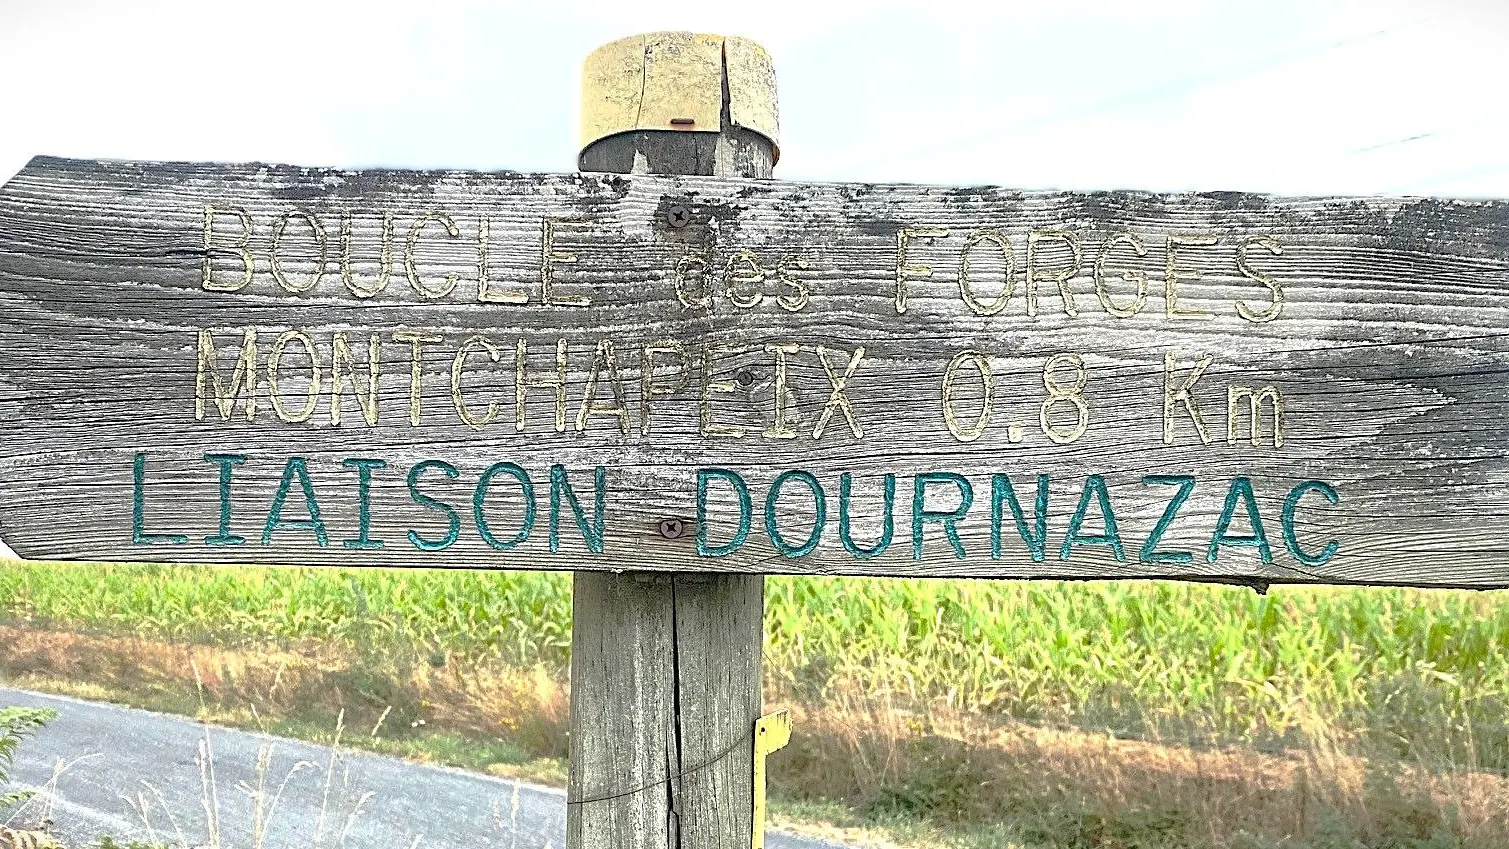 BOUCLE des FORGES
MONTCHAPEIX 0.8 Km
LIAISON DOURNAZAC